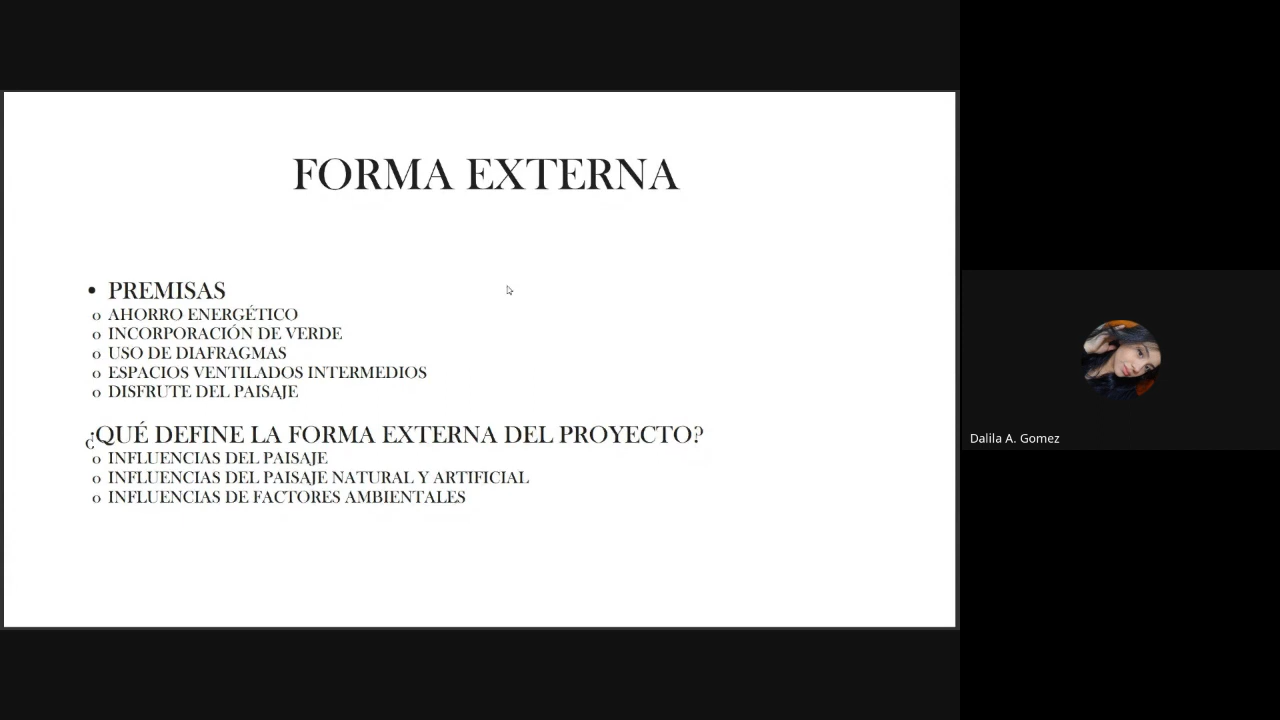 FORMA EXTERNA
• PREMISAS
o AHORRO ENERGÉTICO
o INCORPORACIÓN DE VERDE
o USO DE DIAFRAGMAS
o ESPACIOS VENTILADOS INTERMEDIOS
o DISFRUTE DEL PAISAJE
¿QUÉ DEFINE LA FORMA EXTERNA DEL PROYECTO?
o INFLUENCIAS DEL PAISAJE
o INFLUENCIAS DEL PAISAJE NATURAL Y ARTIFICIAL
o INFLUENCIAS DE FACTORES AMBIENTALES
Dalila A. Gomez